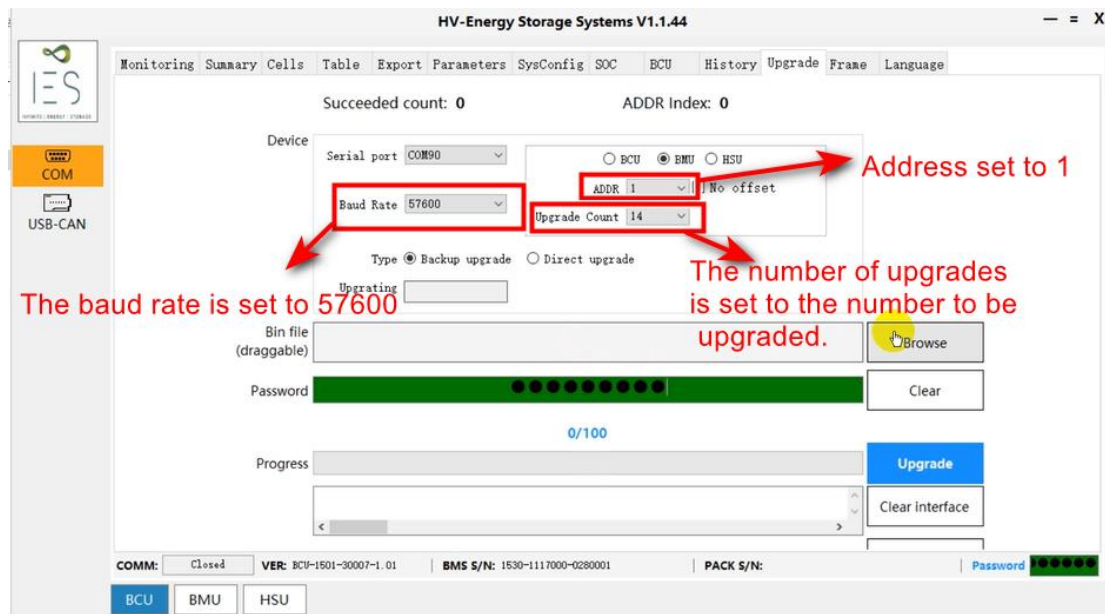 HV-Energy Storage Systems V1.1.44
IES
Monitoring Summary Cells Table Export Parameters SysConfig SOC BCU History Upgrade Frame Language
Succeeded count: 0 ADDR Index: 0
COM
USB-CAN
Device
Serial port COM90
BCU BMU HSU
ADDR 1 No offset
Address set to 1
Baud Rate 57600
Upgrade Count 14
Type Backup upgrade Direct upgrade
Upgrating
The baud rate is set to 57600
The number of upgrades
is set to the number to be
upgraded.
Bin file
(draggable)
Browse
Password
Clear
0/100
Progress
Upgrade
Clear interface
COMM: Closed VER: BCU-1501-30007-1.01 BMS S/N: 1530-1117000-0280001 PACK S/N: Password
BCU BMU HSU